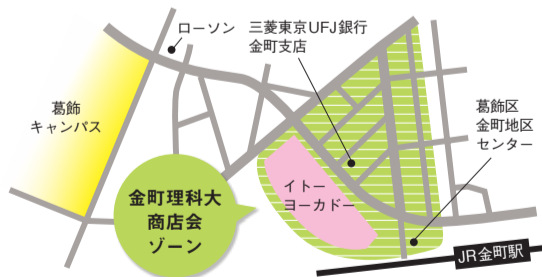 ローソン
三菱東京UFJ銀行
金町支店
葛飾
キャンパス
葛飾区
金町地区
センター
金町理科大
商店会
ゾーン
イトー
ヨーカドー
JR金町駅